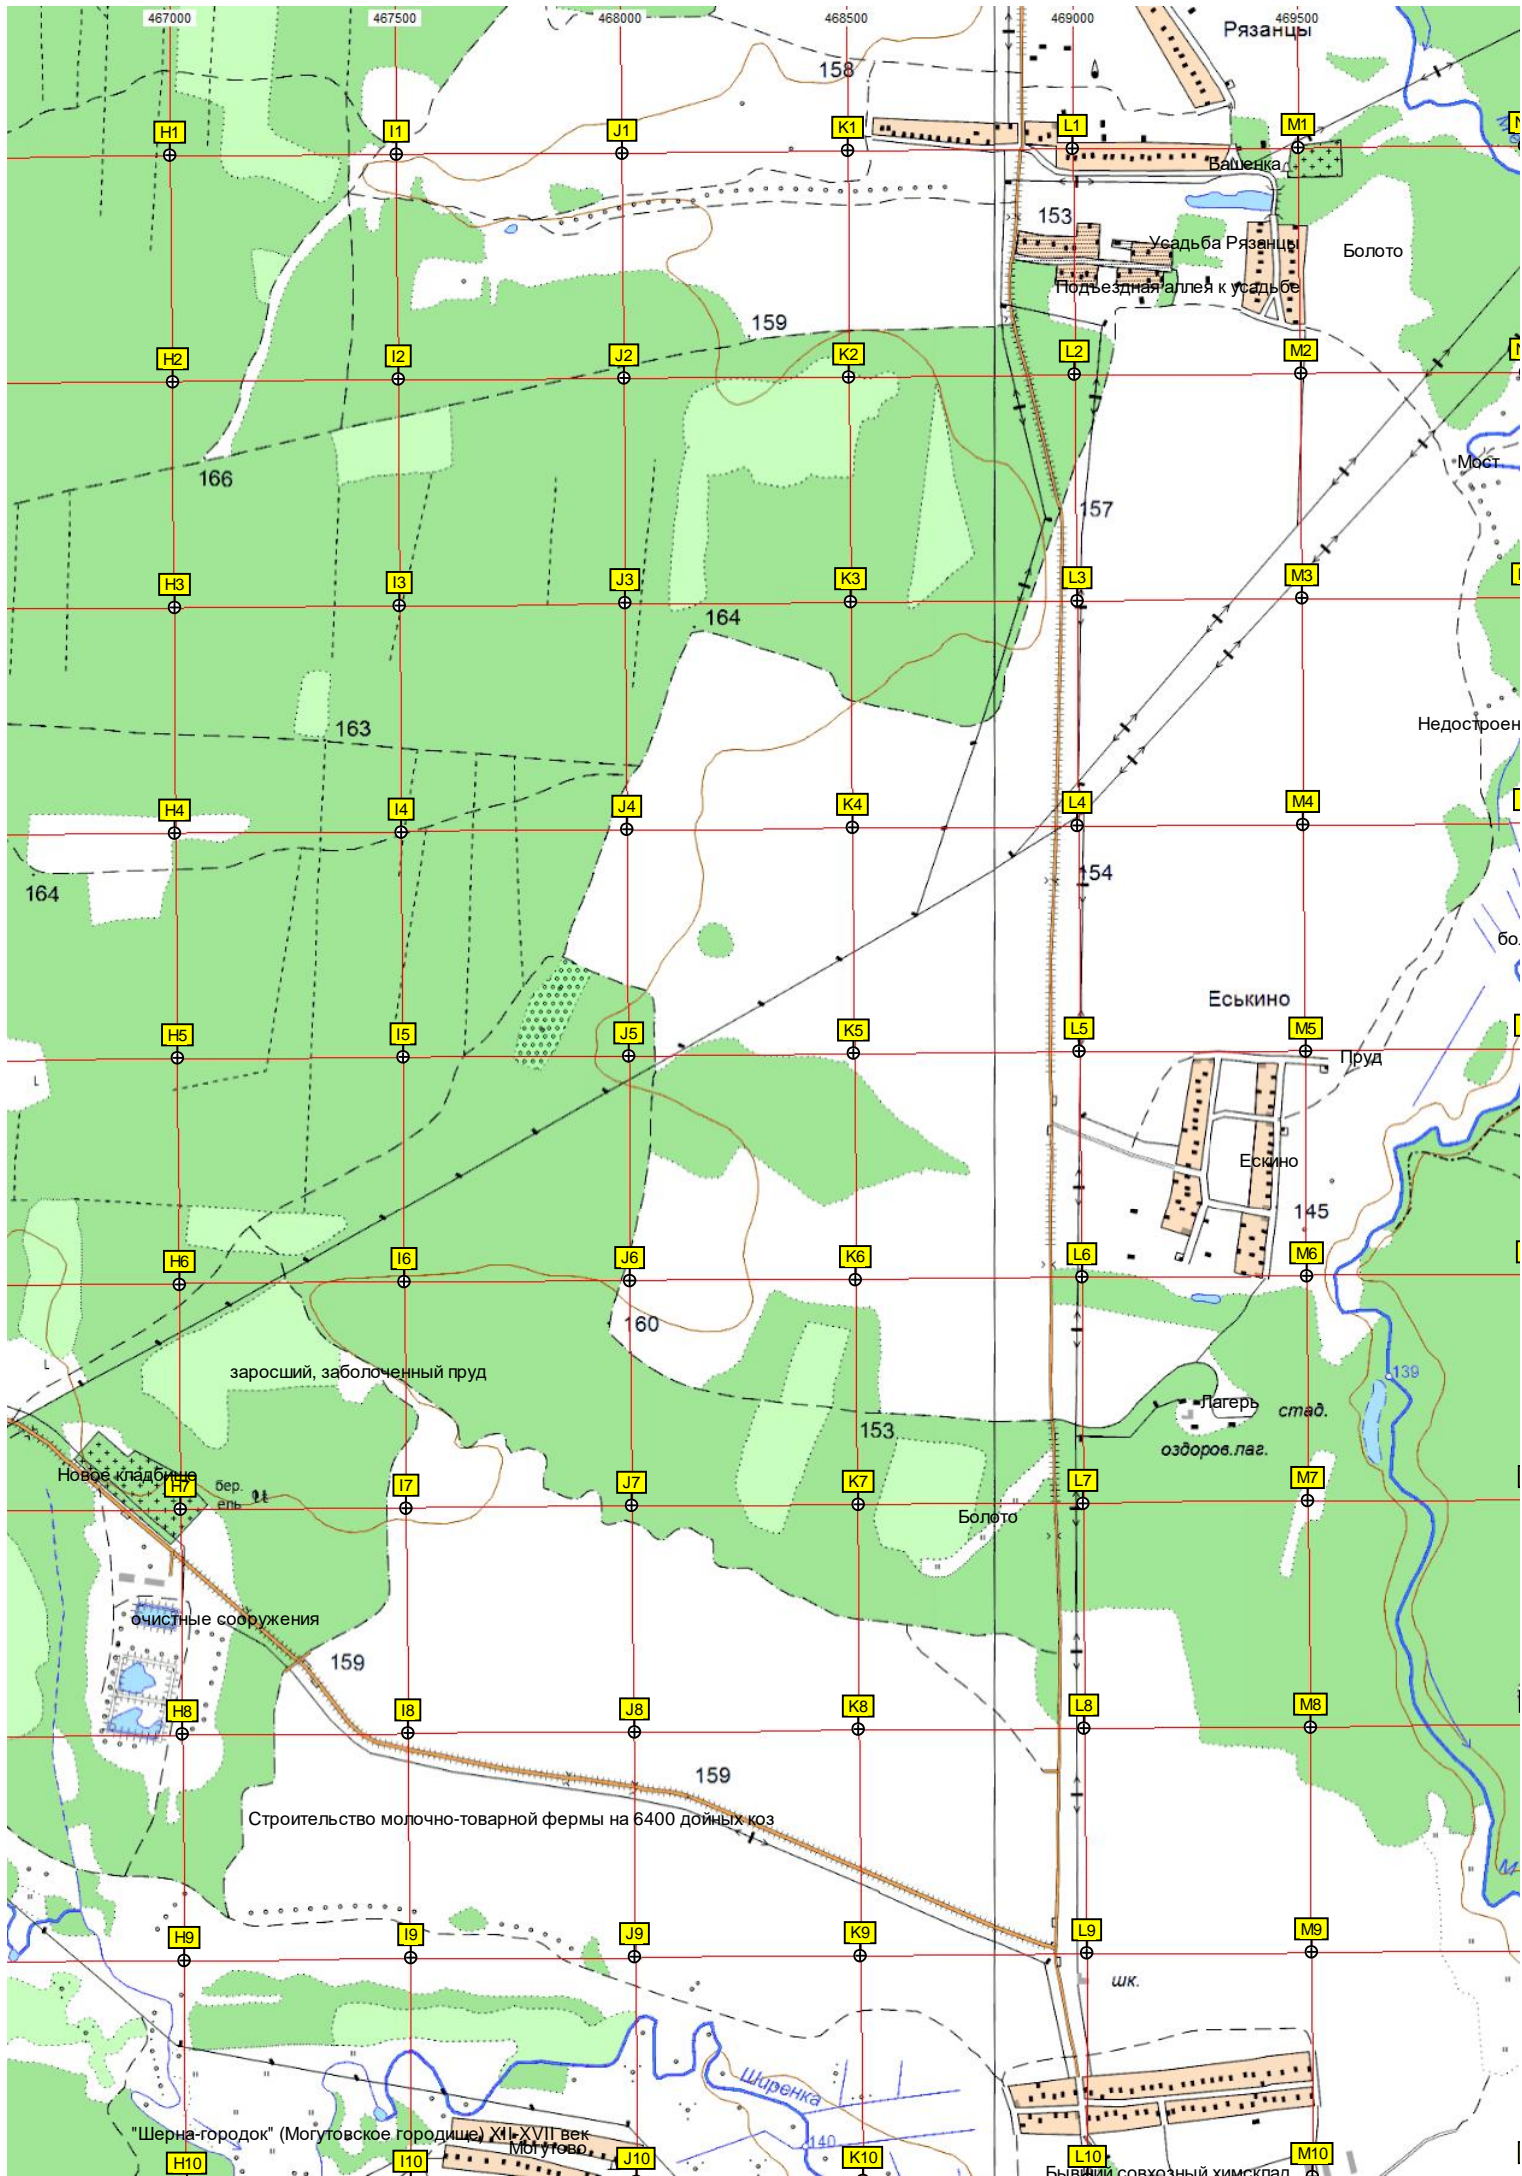 467000 467500 468000 468500 469000 469500
Рязанцы
158
H1 I1 J1 K1 L1 M1
Башенка
153
Усадьба Рязанцы
Болото
Подъездная аллея к усадьбе
159
H2 I2 J2 K2 L2 M2
166
Мост
157
H3 I3 J3 K3 L3 M3
164
163
Недостроен
H4 I4 J4 K4 L4 M4
154
164
бо
Еськино
H5 I5 J5 K5 L5 M5
Пруд
Ескино
145
H6 I6 J6 K6 L6 M6
160
заросший, заболоченный пруд
139
Лагерь
стад.
153
оздоров.лаг.
Новое кладбище
бер.
ель
H7 I7 J7 K7 L7 M7
Болото
очистные сооружения
159
H8 I8 J8 K8 L8 M8
159
Строительство молочно-товарной фермы на 6400 дойных коз
H9 I9 J9 K9 L9 M9
шк.
Ширенка
"Шерна-городок" (Могутовское городище) XII-XVII век
140
Могутово
H10 I10 J10 K10 L10 M10
Бывший совхозный химсклад